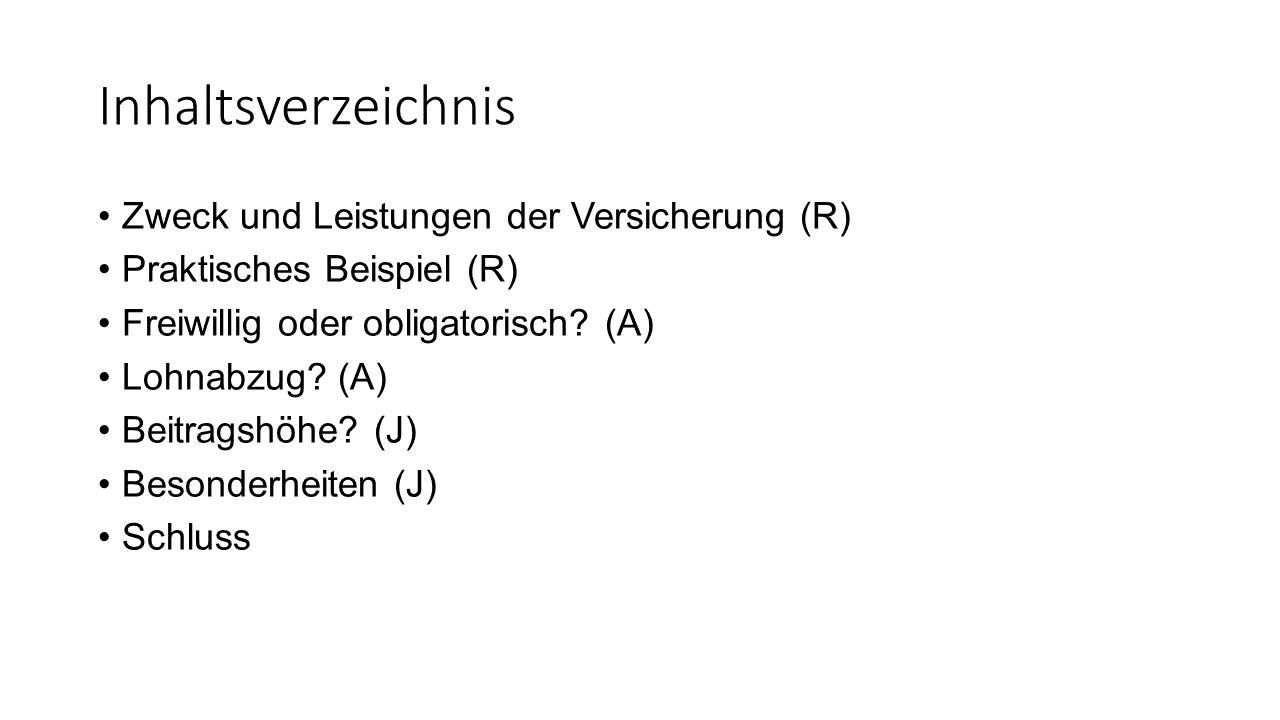 Inhaltsverzeichnis
• Zweck und Leistungen der Versicherung (R)
• Praktisches Beispiel (R)
• Freiwillig oder obligatorisch? (A)
• Lohnabzug? (A)
• Beitragshöhe? (J)
• Besonderheiten (J)
• Schluss